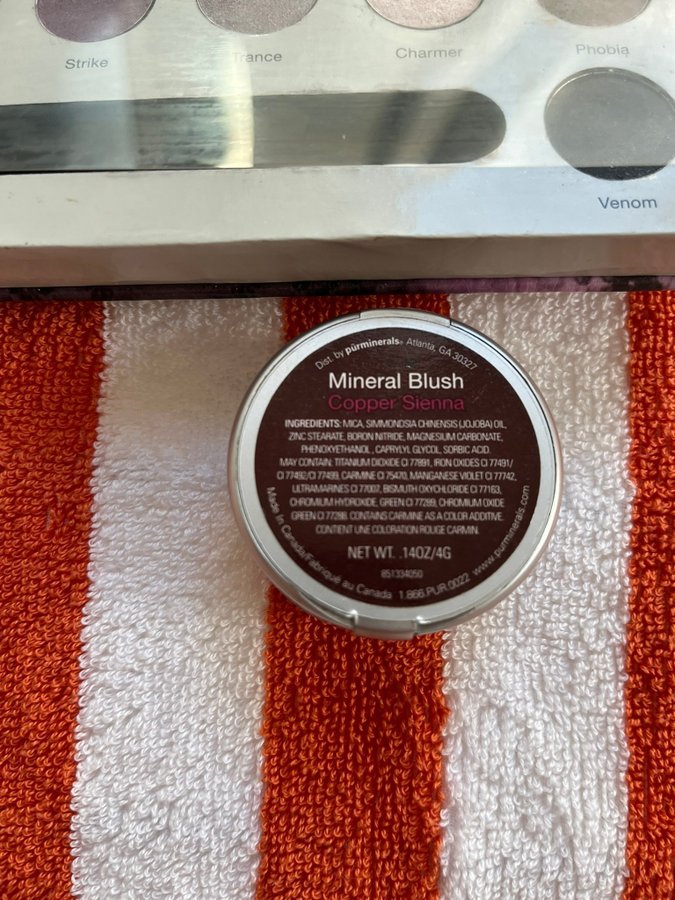 Strike
Trance
Charmer
Phobia
Venom
Dist. by pürminerals® Atlanta, GA 30327
Mineral Blush
Copper Sienna
INGREDIENTS: MICA, SIMMONDSIA CHINENSIS (JOJOBA) OIL,
ZINC STEARATE, BORON NITRIDE, MAGNESIUM CARBONATE,
PHENOXYETHANOL, CAPRYLYL GLYCOL, SORBIC ACID.
MAY CONTAIN: TITANIUM DIOXIDE CI 77891, IRON OXIDES CI 77491/
CI 77492/CI 77499, CARMINE CI 75470, MANGANESE VIOLET CI 77742,
ULTRAMARINES CI 77007, BISMUTH OXYCHLORIDE CI 77163,
CHROMIUM HYDROXIDE, GREEN CI 77289, CHROMIUM OXIDE
GREEN CI 77288. CONTAINS CARMINE AS A COLOR ADDITIVE.
CONTIENT UNE COLORATION ROUGE CARMIN.
NET WT. .14OZ/4G
851334050
Made in Canada/Fabriqué au Canada 1.866.PUR.0022 www.purminerals.com